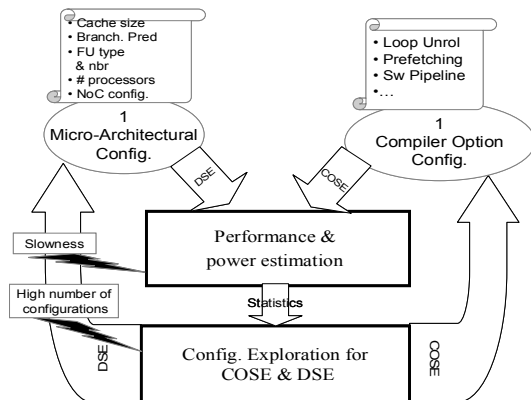 • Cache size
• Branch. Pred
• FU type
& nbr
• # processors
• NoC config.
• Loop Unrol
• Prefetching
• Sw Pipeline
•...
1
Micro-Architectural
Config.
1
Compiler Option
Config.
DSE
COSE
Slowness
Performance &
power estimation
High number of
configurations
Statistics
DSE
Config. Exploration for
COSE & DSE
COSE